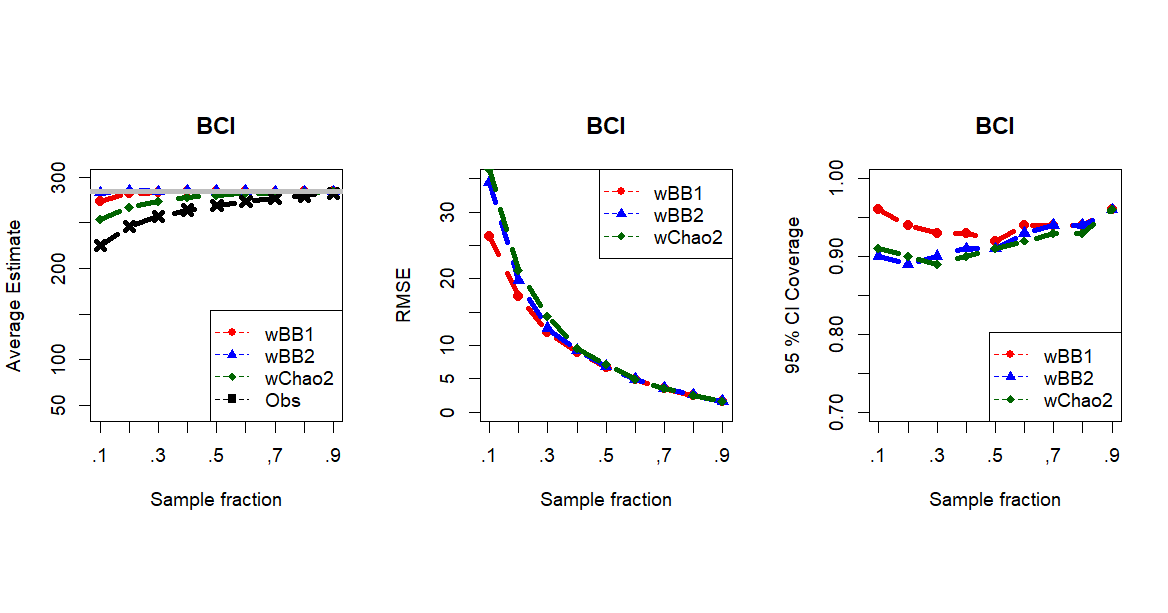 BCI
Average Estimate
300
200
100
50
wBB1
wBB2
wChao2
Obs
.1
.3
.5
,7
.9
Sample fraction
BCI
RMSE
30
20
10
5
0
wBB1
wBB2
wChao2
.1
.3
.5
,7
.9
Sample fraction
BCI
95 % CI Coverage
1.00
0.90
0.80
0.70
wBB1
wBB2
wChao2
.1
.3
.5
,7
.9
Sample fraction